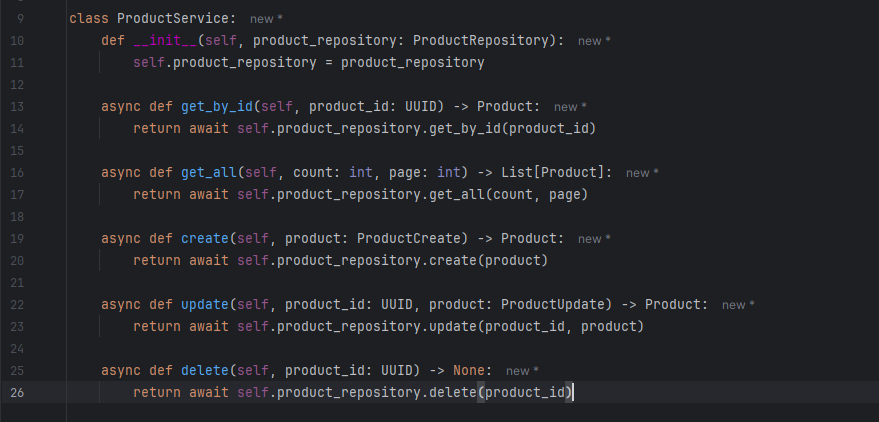 9 class ProductService: new *
10 def __init__(self, product_repository: ProductRepository): new *
11 self.product_repository = product_repository
12
13 async def get_by_id(self, product_id: UUID) -> Product: new *
14 return await self.product_repository.get_by_id(product_id)
15
16 async def get_all(self, count: int, page: int) -> List[Product]: new *
17 return await self.product_repository.get_all(count, page)
18
19 async def create(self, product: ProductCreate) -> Product: new *
20 return await self.product_repository.create(product)
21
22 async def update(self, product_id: UUID, product: ProductUpdate) -> Product: new *
23 return await self.product_repository.update(product_id, product)
24
25 async def delete(self, product_id: UUID) -> None: new *
26 return await self.product_repository.delete(product_id)